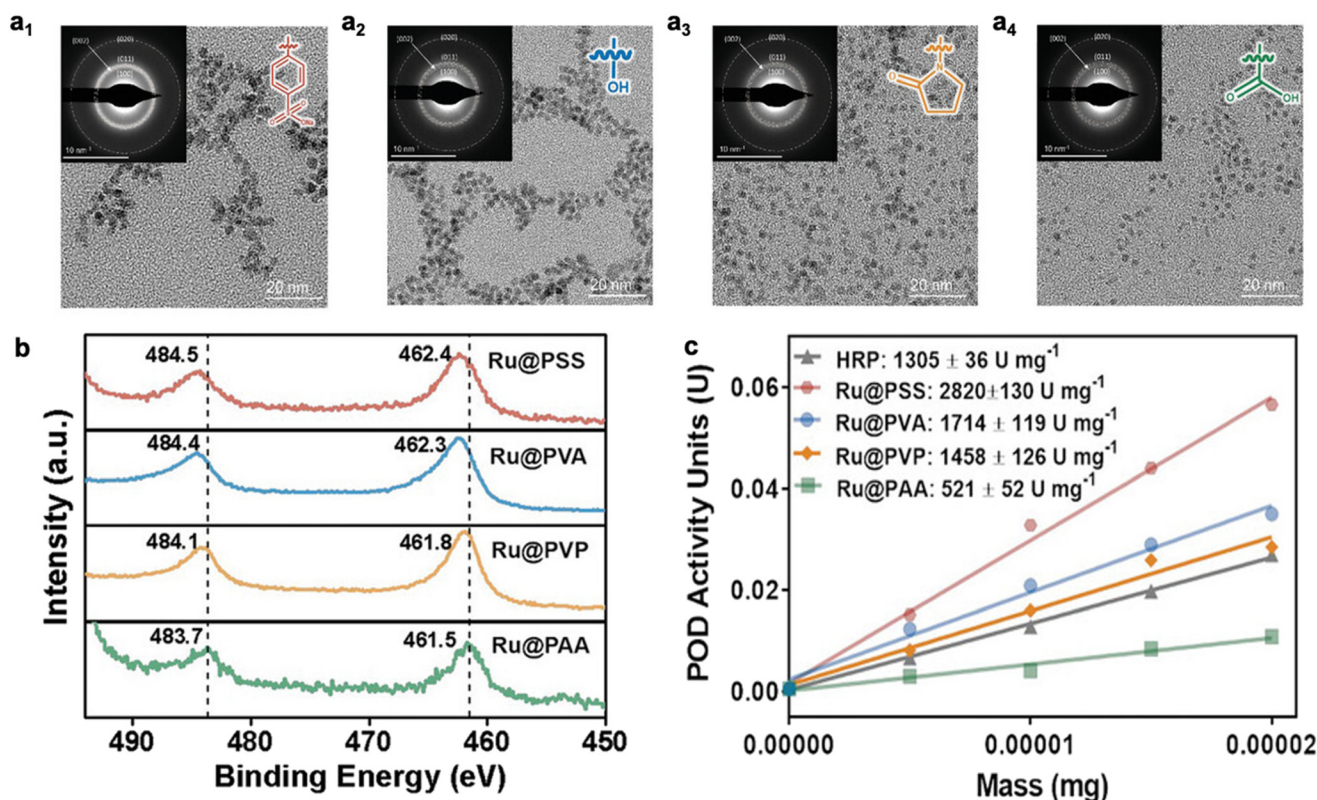 a₁
(002)
(020)
(011)
(100)
10 nm⁻¹
O
O
ONa
20 nm
a₂
(002)
(020)
(011)
(100)
10 nm⁻¹
OH
20 nm
a₃
(002)
(020)
(011)
(100)
10 nm⁻¹
O
N
20 nm
a₄
(002)
(020)
(011)
(100)
10 nm⁻¹
O
OH
20 nm
b
Intensity (a.u.)
484.5
462.4
Ru@PSS
484.4
462.3
Ru@PVA
484.1
461.8
Ru@PVP
483.7
461.5
Ru@PAA
490
480
470
460
450
Binding Energy (eV)
c
POD Activity Units (U)
HRP: 1305 ± 36 U mg⁻¹
Ru@PSS: 2820±130 U mg⁻¹
Ru@PVA: 1714 ± 119 U mg⁻¹
Ru@PVP: 1458 ± 126 U mg⁻¹
Ru@PAA: 521 ± 52 U mg⁻¹
0.06
0.04
0.02
0.00
0.00000
0.00001
0.00002
Mass (mg)